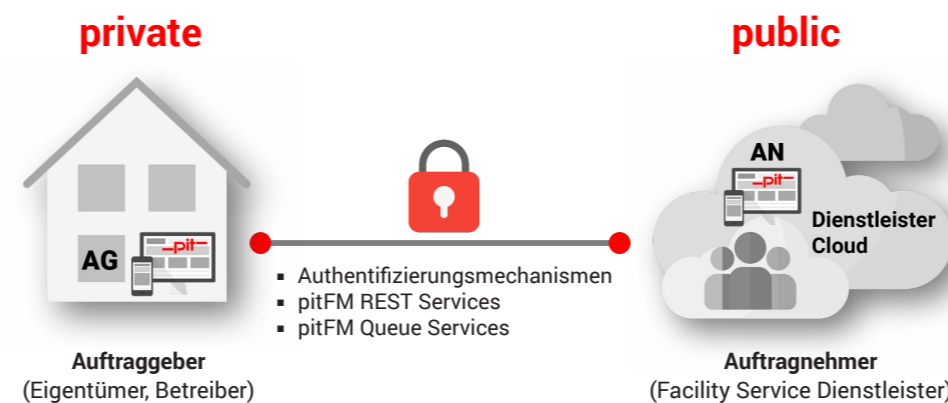 private
public
AG
pit
AN
pit
Dienstleister
Cloud
▪ Authentifizierungsmechanismen
▪ pitFM REST Services
▪ pitFM Queue Services
Auftraggeber
(Eigentümer, Betreiber)
Auftragnehmer
(Facility Service Dienstleister)